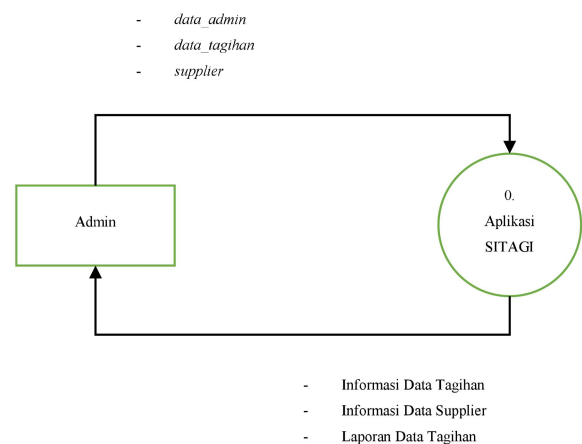 - data_admin
- data_tagihan
- supplier
Admin
0.
Aplikasi
SITAGI
- Informasi Data Tagihan
- Informasi Data Supplier
- Laporan Data Tagihan